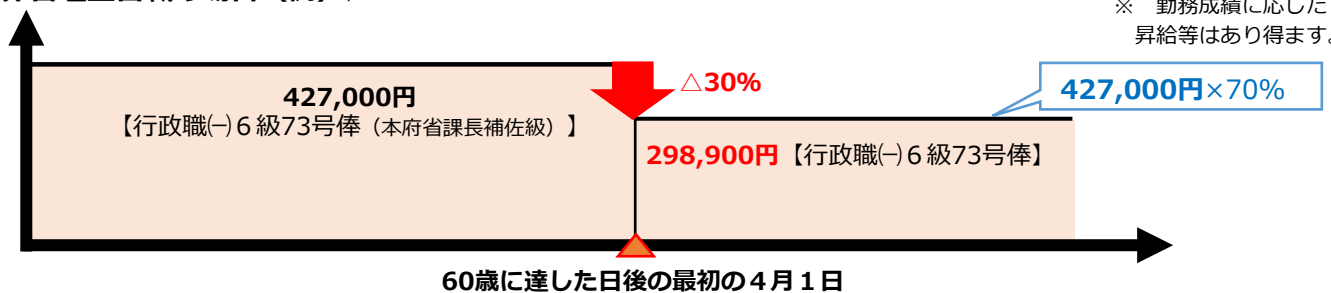 ※ 勤務成績に応じた
昇給等はあり得ます。
427,000円
【行政職㈠６級73号俸（本府省課長補佐級）】
△30%
427,000円×70%
298,900円【行政職㈠６級73号俸】
60歳に達した日後の最初の４月１日